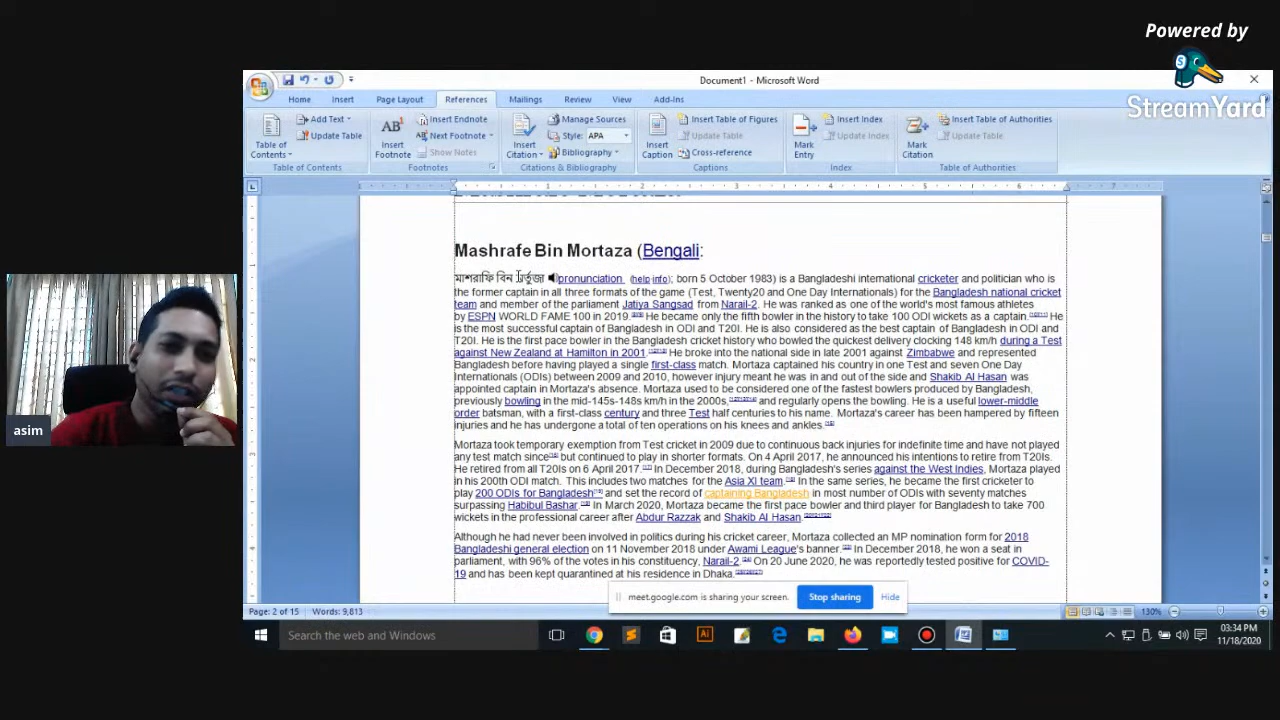 Powered by
StreamYard
Document1 - Microsoft Word
Home Insert Page Layout References Mailings Review View Add-Ins
Table of Contents
Add Text
Update Table
Table of Contents
AB1
Insert Footnote
Insert Endnote
Next Footnote
Show Notes
Footnotes
Insert Citation
Manage Sources
Style: APA
Bibliography
Citations & Bibliography
Insert Caption
Insert Table of Figures
Update Table
Cross-reference
Captions
Mark Entry
Insert Index
Update Index
Index
Mark Citation
Insert Table of Authorities
Update Table
Table of Authorities
Mashrafe Bin Mortaza (Bengali:
মাশরাফি বিন মর্তুজা pronunciation (help·info); born 5 October 1983) is a Bangladeshi international cricketer and politician who is
the former captain in all three formats of the game (Test, Twenty20 and One Day Internationals) for the Bangladesh national cricket
team and member of the parliament Jatiya Sangsad from Narail-2. He was ranked as one of the world's most famous athletes
by ESPN WORLD FAME 100 in 2019. He became only the fifth bowler in the history to take 100 ODI wickets as a captain. He
is the most successful captain of Bangladesh in ODI and T20I. He is also considered as the best captain of Bangladesh in ODI and
T20I. He is the first pace bowler in the Bangladesh cricket history who bowled the quickest delivery clocking 148 km/h during a Test
against New Zealand at Hamilton in 2001. He broke into the national side in late 2001 against Zimbabwe and represented
Bangladesh before having played a single first-class match. Mortaza captained his country in one Test and seven One Day
Internationals (ODIs) between 2009 and 2010, however injury meant he was in and out of the side and Shakib Al Hasan was
appointed captain in Mortaza's absence. Mortaza used to be considered one of the fastest bowlers produced by Bangladesh,
previously bowling in the mid-145s-148s km/h in the 2000s, and regularly opens the bowling. He is a useful lower-middle
order batsman, with a first-class century and three Test half centuries to his name. Mortaza's career has been hampered by fifteen
injuries and he has undergone a total of ten operations on his knees and ankles.
Mortaza took temporary exemption from Test cricket in 2009 due to continuous back injuries for indefinite time and have not played
any test match since but continued to play in shorter formats. On 4 April 2017, he announced his intentions to retire from T20Is.
He retired from all T20Is on 6 April 2017. In December 2018, during Bangladesh's series against the West Indies, Mortaza played
in his 200th ODI match. This includes two matches for the Asia XI team. In the same series, he became the first cricketer to
play 200 ODIs for Bangladesh and set the record of captaining Bangladesh in most number of ODIs with seventy matches
surpassing Habibul Bashar. In March 2020, Mortaza became the first pace bowler and third player for Bangladesh to take 700
wickets in the professional career after Abdur Razzak and Shakib Al Hasan.
Although he had never been involved in politics during his cricket career, Mortaza collected an MP nomination form for 2018
Bangladeshi general election on 11 November 2018 under Awami League's banner. In December 2018, he won a seat in
parliament, with 96% of the votes in his constituency, Narail-2. On 20 June 2020, he was reportedly tested positive for COVID-
19 and has been kept quarantined at his residence in Dhaka.
asim
meet.google.com is sharing your screen. Stop sharing Hide
Page: 2 of 15 Words: 9,813 130%
Search the web and Windows
03:34 PM
11/18/2020